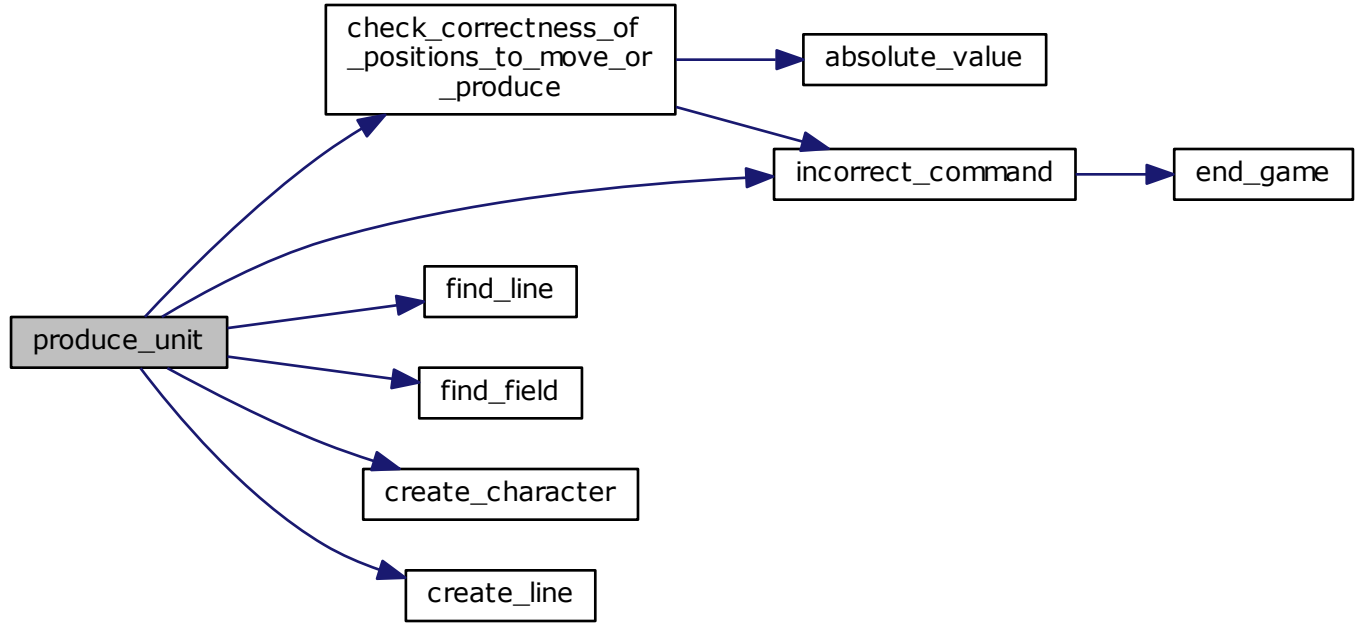 check_correctness_of
_positions_to_move_or
_produce
absolute_value
incorrect_command
end_game
find_line
produce_unit
find_field
create_character
create_line